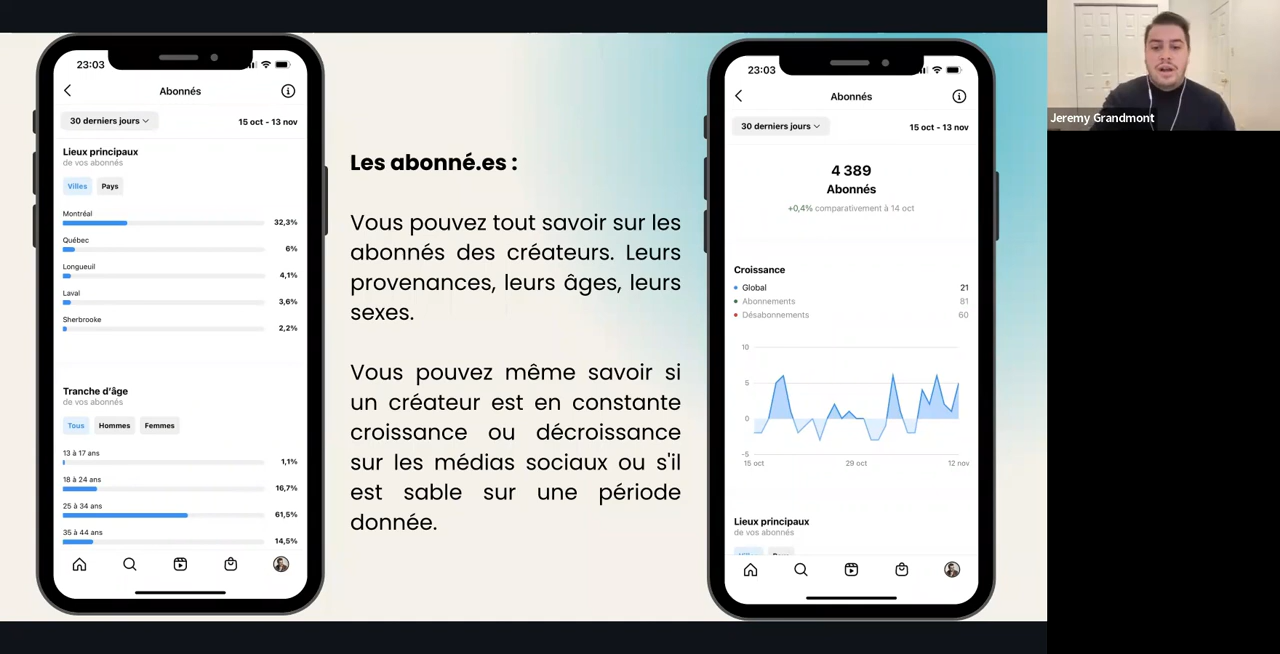 23:03
Abonnés
30 derniers jours
15 oct - 13 nov
Lieux principaux
de vos abonnés
Villes
Pays
Montréal
32,3%
Québec
6%
Longueuil
4,1%
Laval
3,6%
Sherbrooke
2,2%
Tranche d'âge
de vos abonnés
Tous
Hommes
Femmes
13 à 17 ans
1,1%
18 à 24 ans
16,7%
25 à 34 ans
61,5%
35 à 44 ans
14,5%
Les abonné.es :
Vous pouvez tout savoir sur les
abonnés des créateurs. Leurs
provenances, leurs âges, leurs
sexes.
Vous pouvez même savoir si
un créateur est en constante
croissance ou décroissance
sur les médias sociaux ou s'il
est sable sur une période
donnée.
23:03
Abonnés
30 derniers jours
15 oct - 13 nov
4 389
Abonnés
+0,4% comparativement à 14 oct
Croissance
Global
21
Abonnements
81
Désabonnements
60
10
5
0
-5
15 oct
29 oct
12 nov
Lieux principaux
de vos abonnés
Jeremy Grandmont